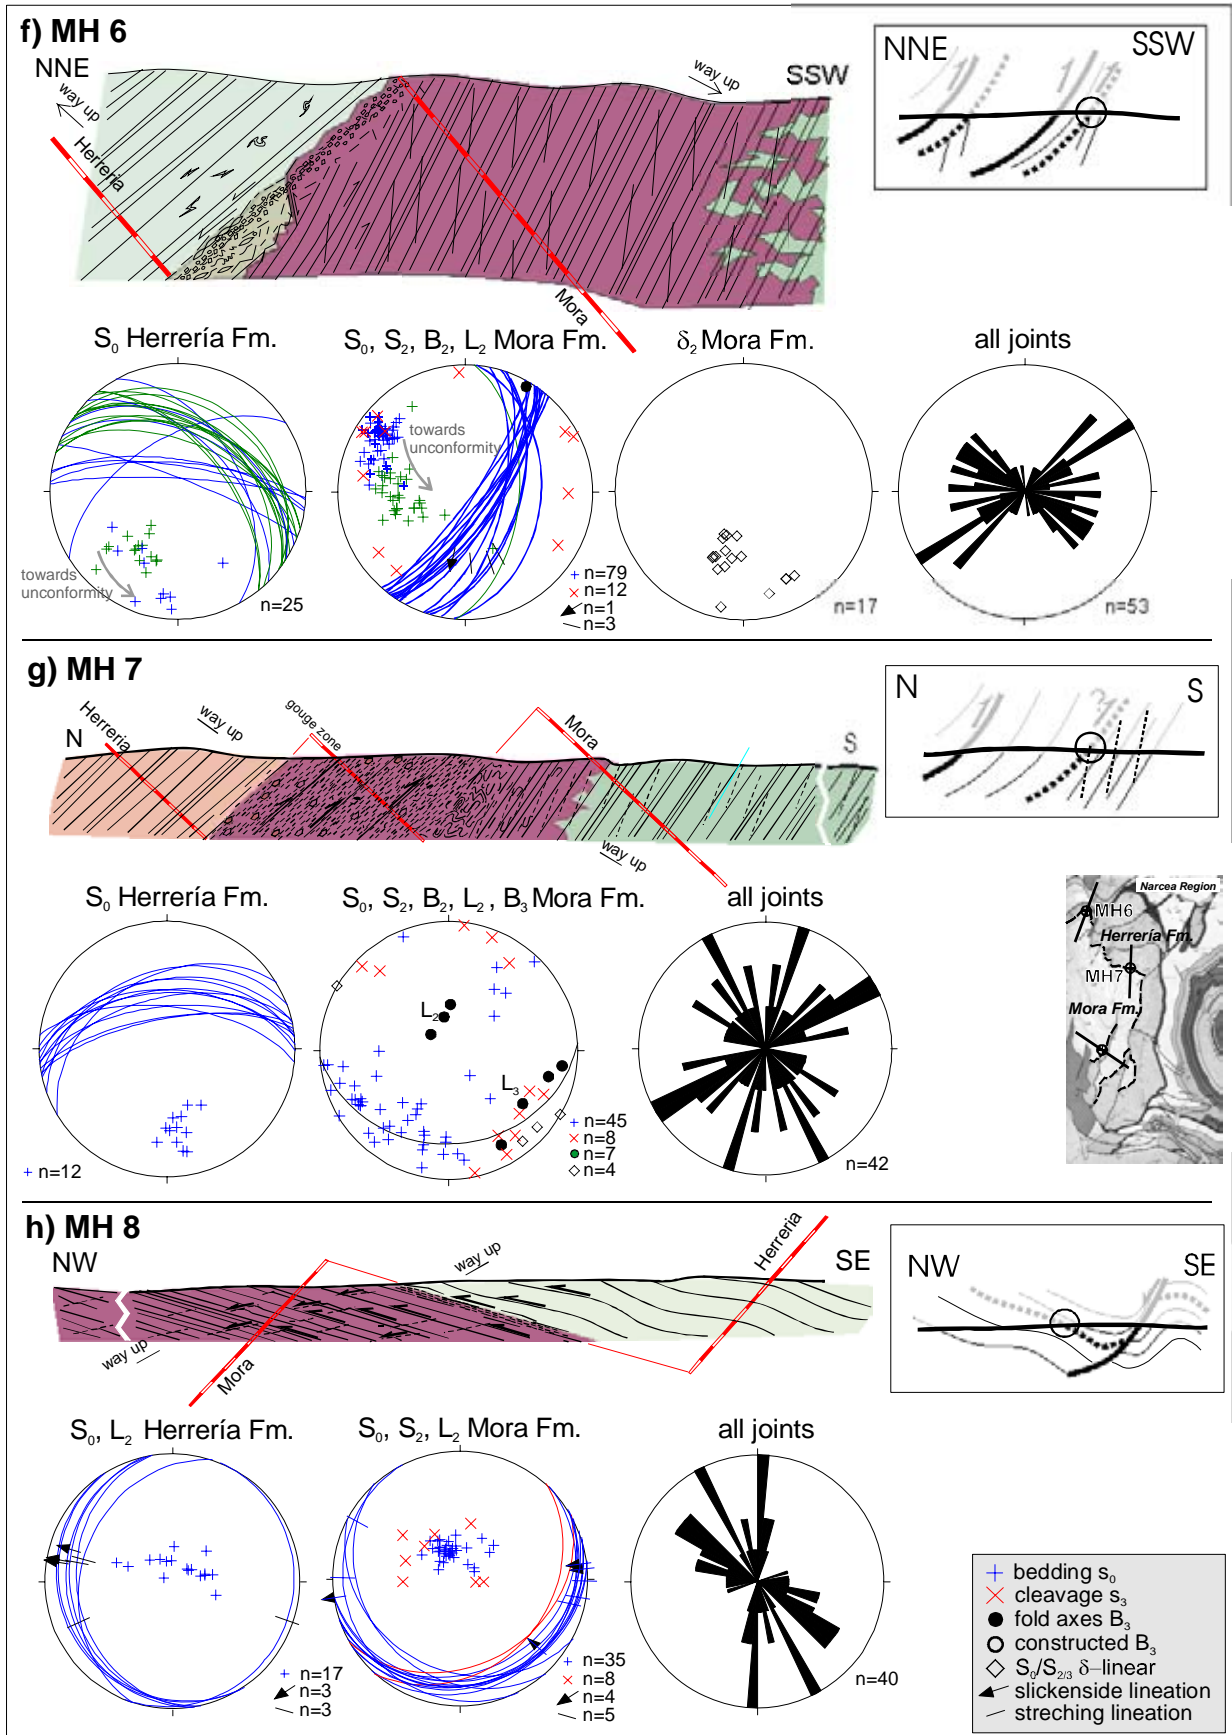 f) MH 6
NNE
SSW
way up
way up
Herreria
Mora
NNE
SSW
S₀ Herrería Fm.
S₀, S₂, B₂, L₂ Mora Fm.
δ₂ Mora Fm.
all joints
towards
unconformity
n=25
towards
unconformity
+ n=79
× n=12
n=1
n=3
n=17
n=53
g) MH 7
N
S
Herreria
way up
gouge zone
Mora
way up
N
S
S₀ Herrería Fm.
S₀, S₂, B₂, L₂, B₃ Mora Fm.
all joints
+ n=12
L₂
L₃
+ n=45
× n=8
n=7
n=4
n=42
Narcea Region
MH6
Herrería Fm.
MH7
Mora Fm.
h) MH 8
NW
SE
way up
Herreria
way up
Mora
NW
SE
S₀, L₂ Herrería Fm.
S₀, S₂, L₂ Mora Fm.
all joints
+ n=17
n=3
n=3
+ n=35
× n=8
n=4
n=5
n=40
bedding s₀
cleavage s₃
fold axes B₃
constructed B₃
S₀/S₂/₃ δ–linear
slickenside lineation
streching lineation